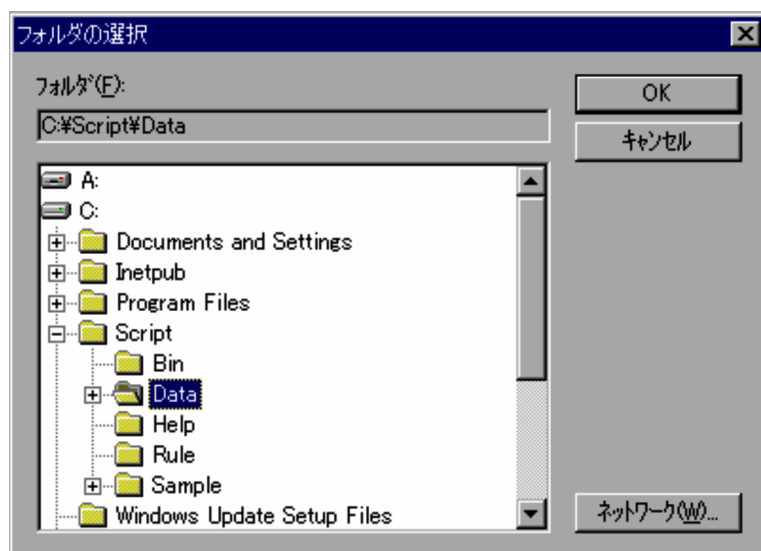 フォルダの選択
ﾌｫﾙﾀﾞ(F):
C:¥Script¥Data
A:
C:
Documents and Settings
Inetpub
Program Files
Script
Bin
Data
Help
Rule
Sample
Windows Update Setup Files
OK
ｷｬﾝｾﾙ
ﾈｯﾄﾜｰｸ(W)...